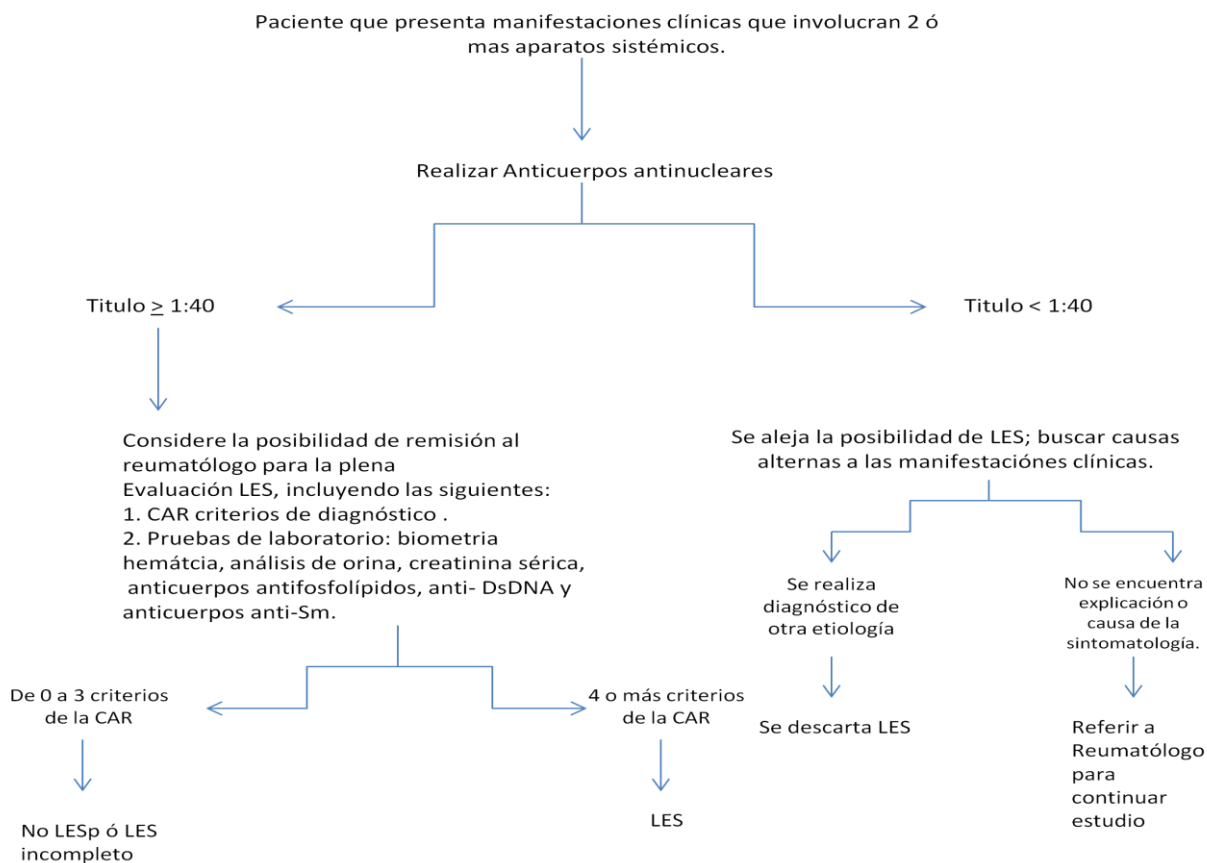 Paciente que presenta manifestaciones clínicas que involucran 2 ó
mas aparatos sistémicos.
Realizar Anticuerpos antinucleares
Titulo ≥ 1:40
Titulo < 1:40
Considere la posibilidad de remisión al
reumatólogo para la plena
Evaluación LES, incluyendo las siguientes:
1. CAR criterios de diagnóstico .
2. Pruebas de laboratorio: biometria
hemátcia, análisis de orina, creatinina sérica,
anticuerpos antifosfolípidos, anti- DsDNA y
anticuerpos anti-Sm.
De 0 a 3 criterios
de la CAR
No LESp ó LES
incompleto
4 o más criterios
de la CAR
LES
Se aleja la posibilidad de LES; buscar causas
alternas a las manifestaciónes clínicas.
Se realiza
diagnóstico de
otra etiología
Se descarta LES
No se encuentra
explicación o
causa de la
sintomatología.
Referir a
Reumatólogo
para
continuar
estudio